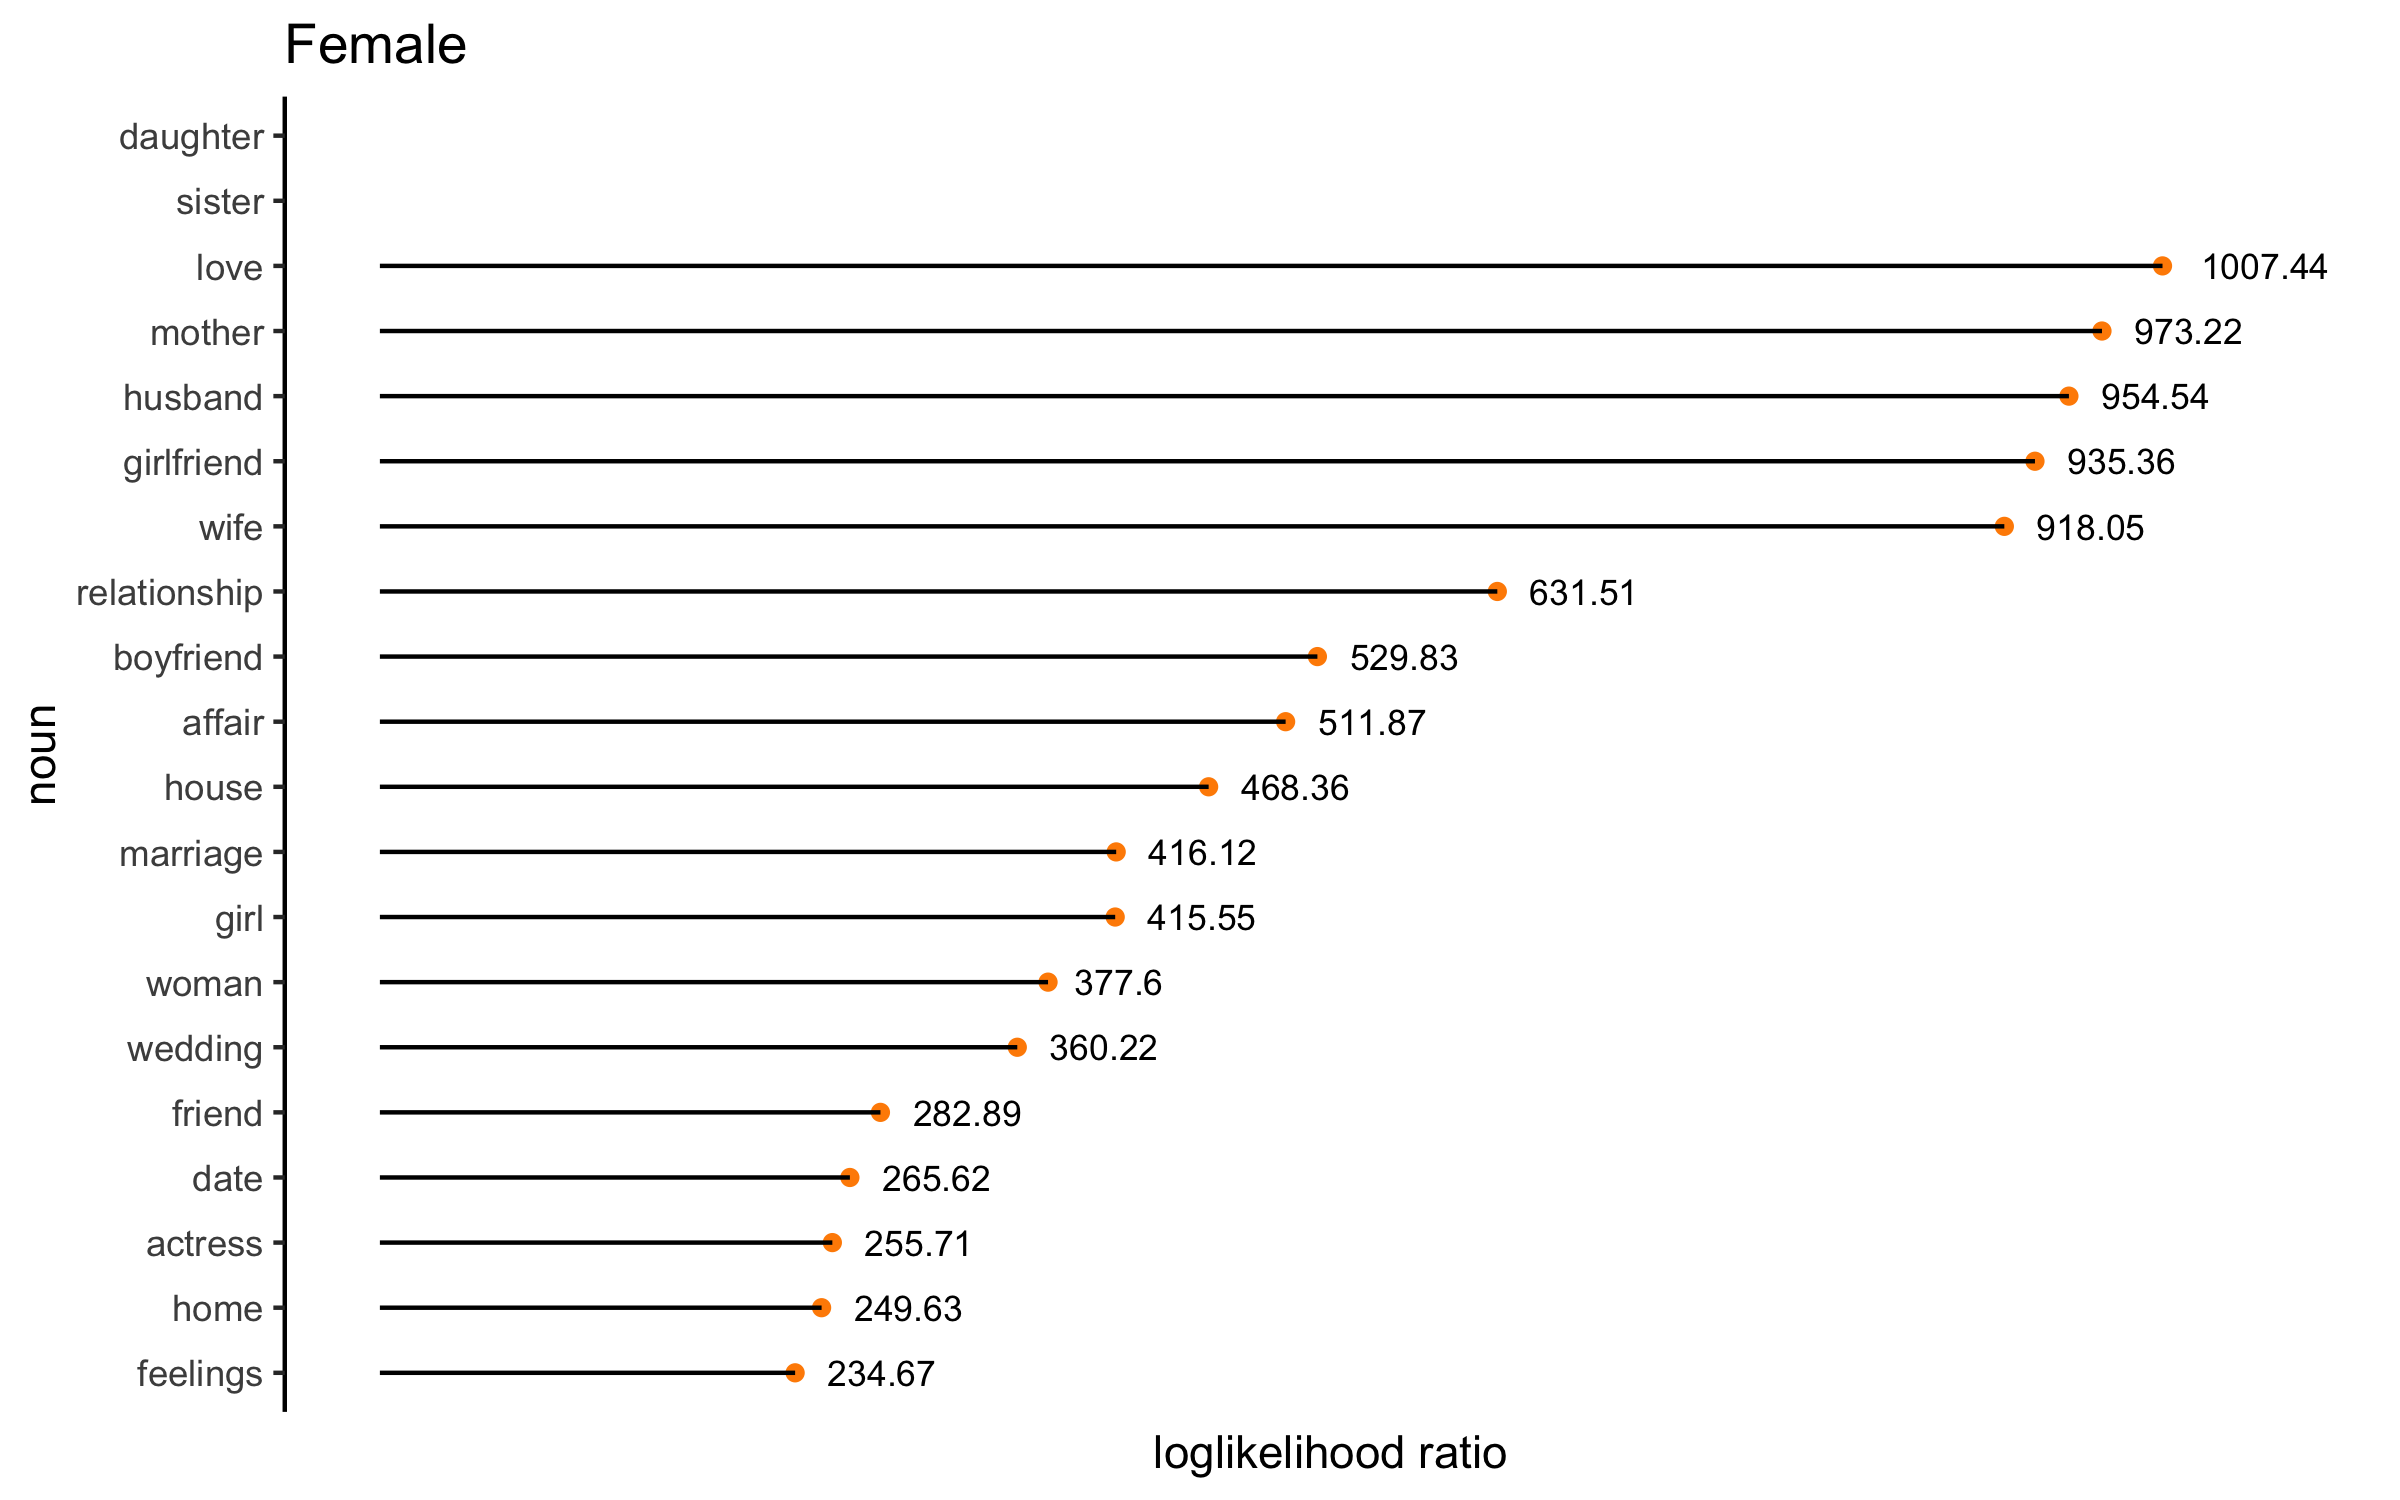 Female
daughter
sister
love 1007.44
mother 973.22
husband 954.54
girlfriend 935.36
wife 918.05
relationship 631.51
boyfriend 529.83
affair 511.87
house 468.36
marriage 416.12
girl 415.55
woman 377.6
wedding 360.22
friend 282.89
date 265.62
actress 255.71
home 249.63
feelings 234.67
noun
loglikelihood ratio